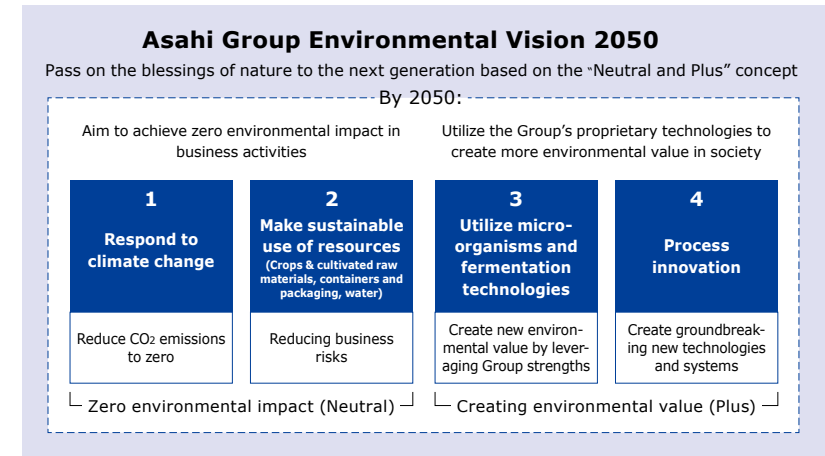 Asahi Group Environmental Vision 2050
Pass on the blessings of nature to the next generation based on the “Neutral and Plus” concept
By 2050:
Aim to achieve zero environmental impact in
business activities
Utilize the Group’s proprietary technologies to
create more environmental value in society
1
Respond to
climate change
Reduce CO2 emissions
to zero
2
Make sustainable
use of resources
(Crops & cultivated raw
materials, containers and
packaging, water)
Reducing business
risks
3
Utilize micro-
organisms and
fermentation
technologies
Create new environ-
mental value by lever-
aging Group strengths
4
Process
innovation
Create groundbreak-
ing new technologies
and systems
Zero environmental impact (Neutral)
Creating environmental value (Plus)